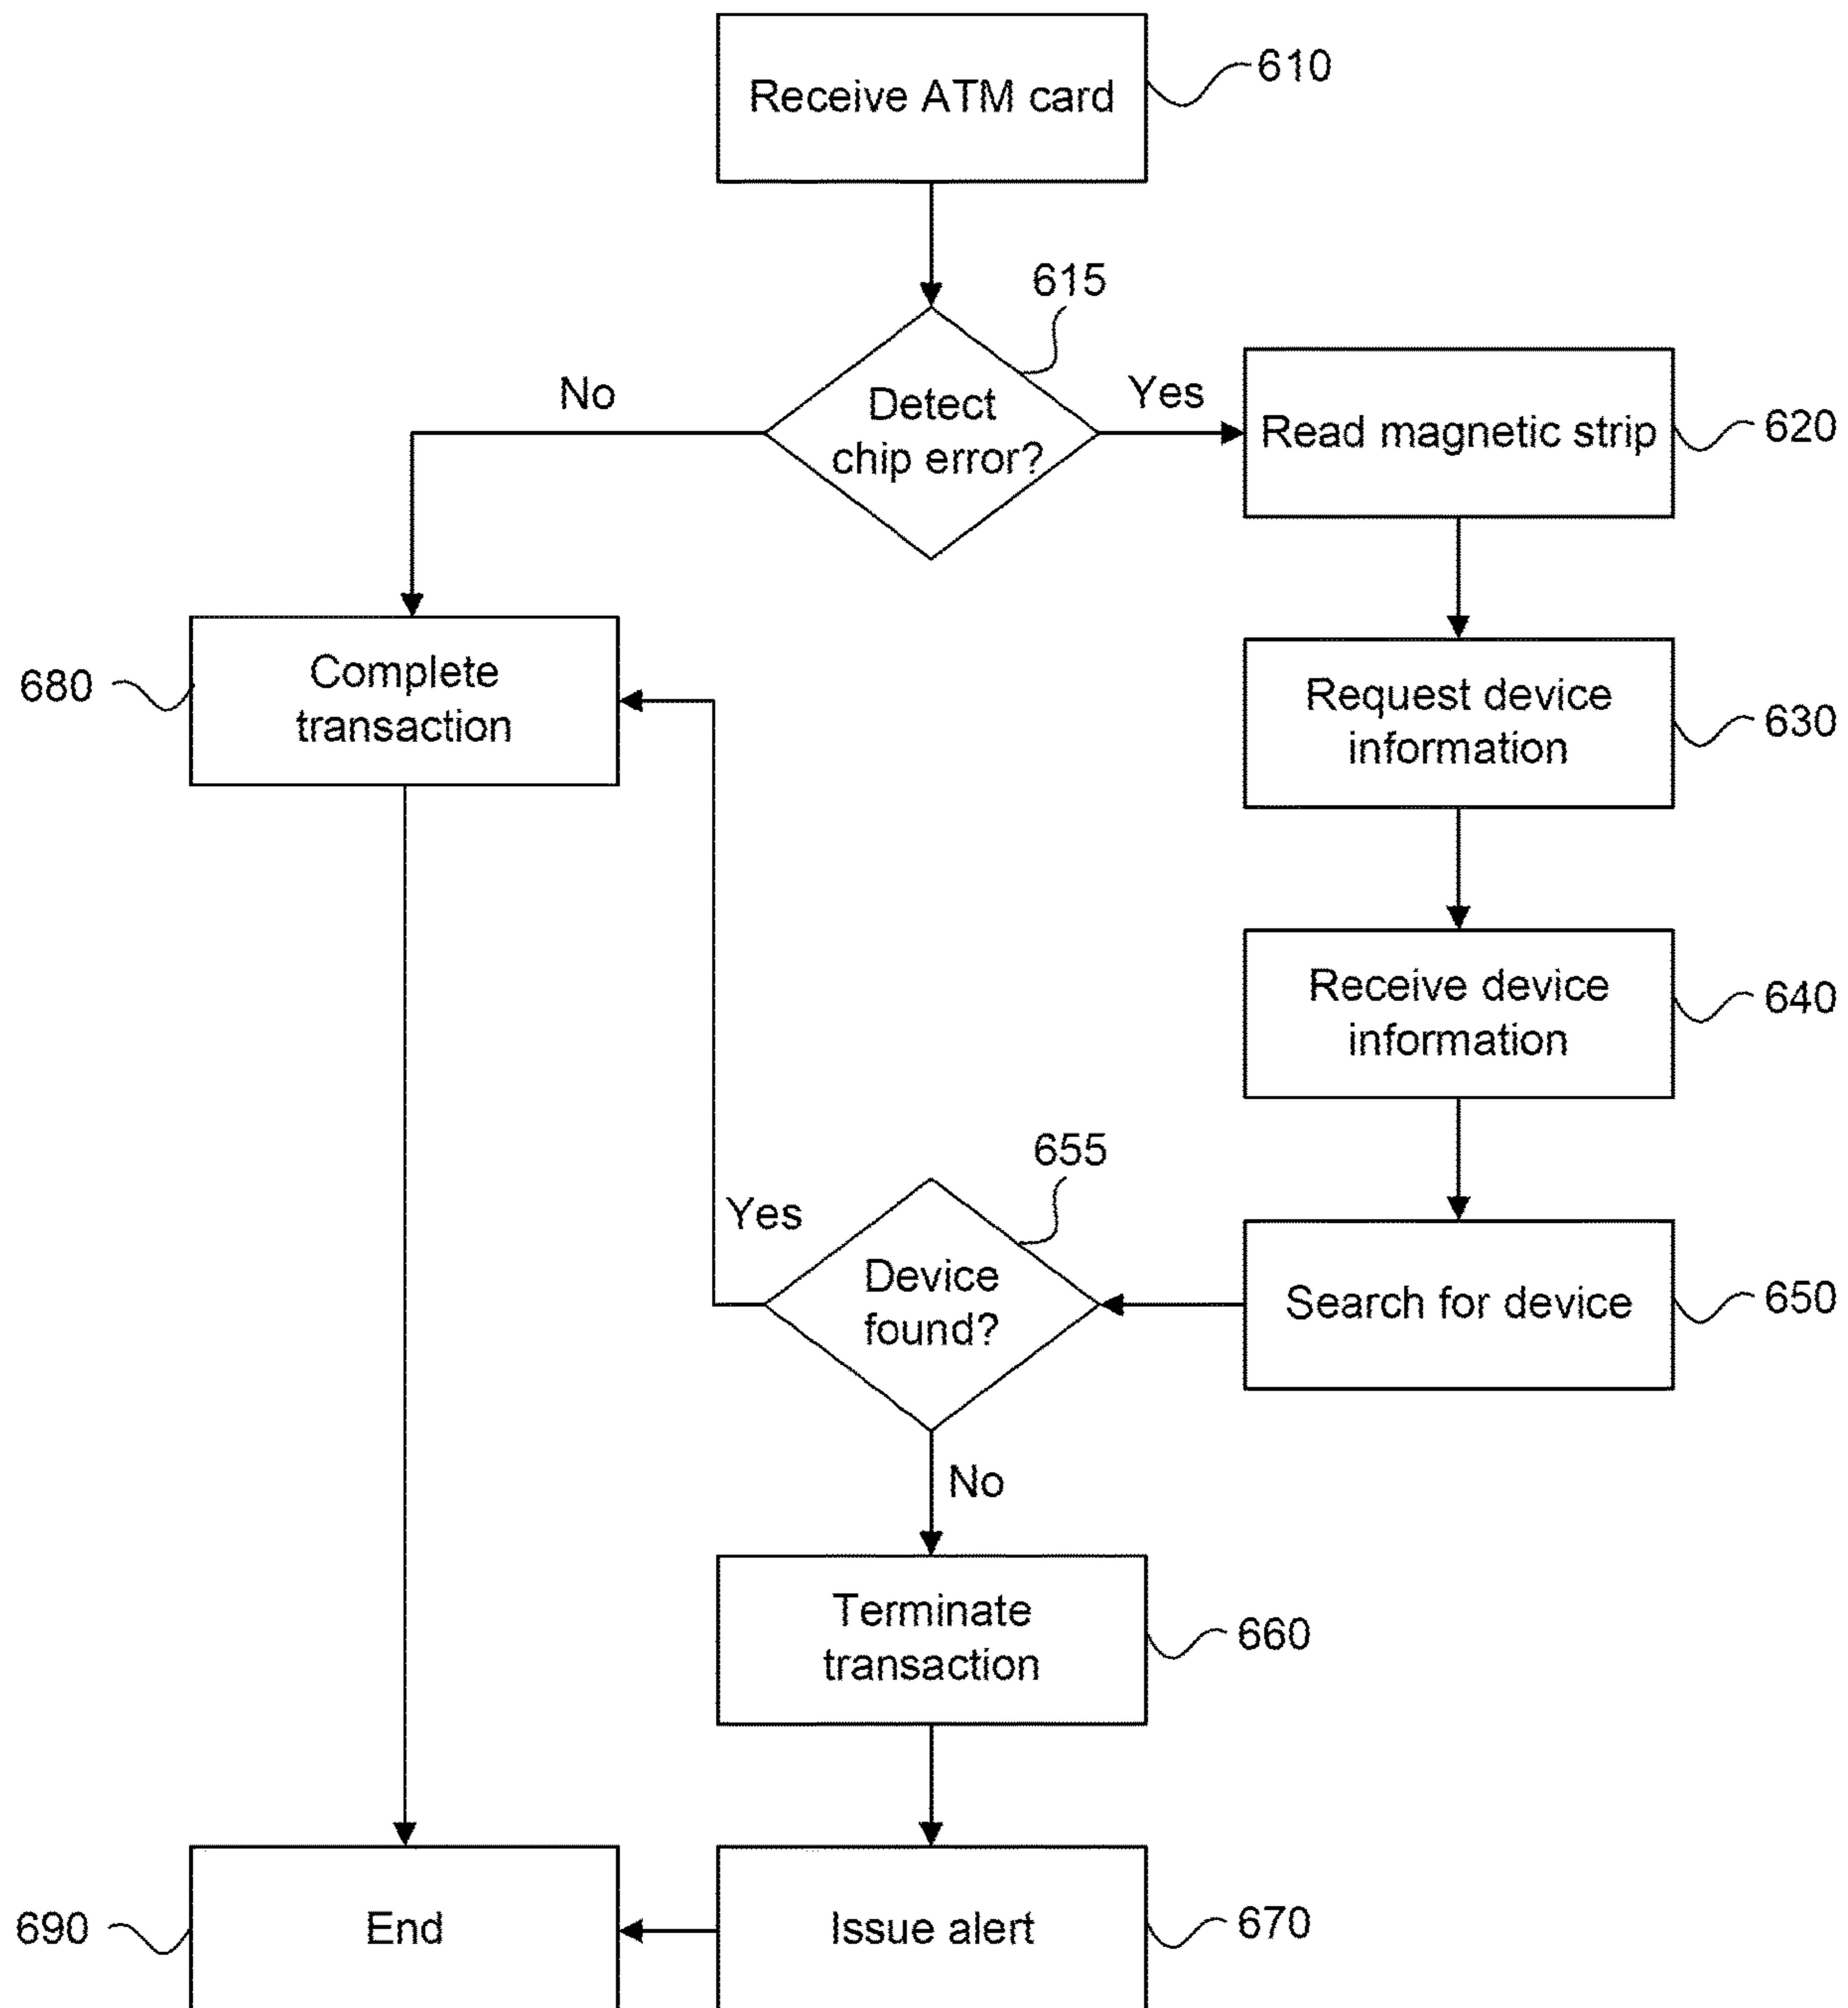 Receive ATM card
610
615
Detect
chip error?
No
Yes
Read magnetic strip
620
Complete
transaction
680
Request device
information
630
Receive device
information
640
655
Yes
Device
found?
Search for device
650
No
Terminate
transaction
660
690
End
Issue alert
670